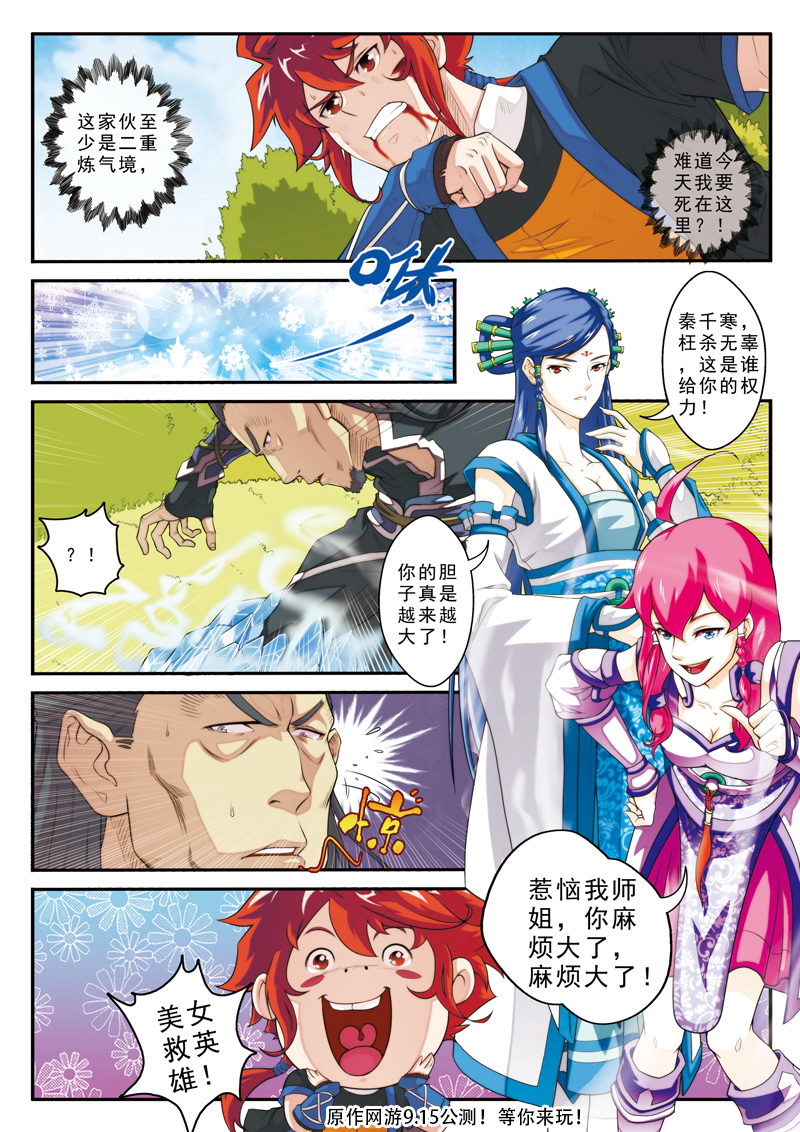 这家伙至
少是二重
炼气境，
难道今
天我要
死在这
里？！
咻
秦千寒，
枉杀无辜
，这是谁
给你的权
力！
？！
你的胆
子真是
越来越
大了！
惊
惹恼我师
姐，你麻
烦大了，
麻烦大了！
美女
救英
雄！
原作网游9.15公测！等你来玩！